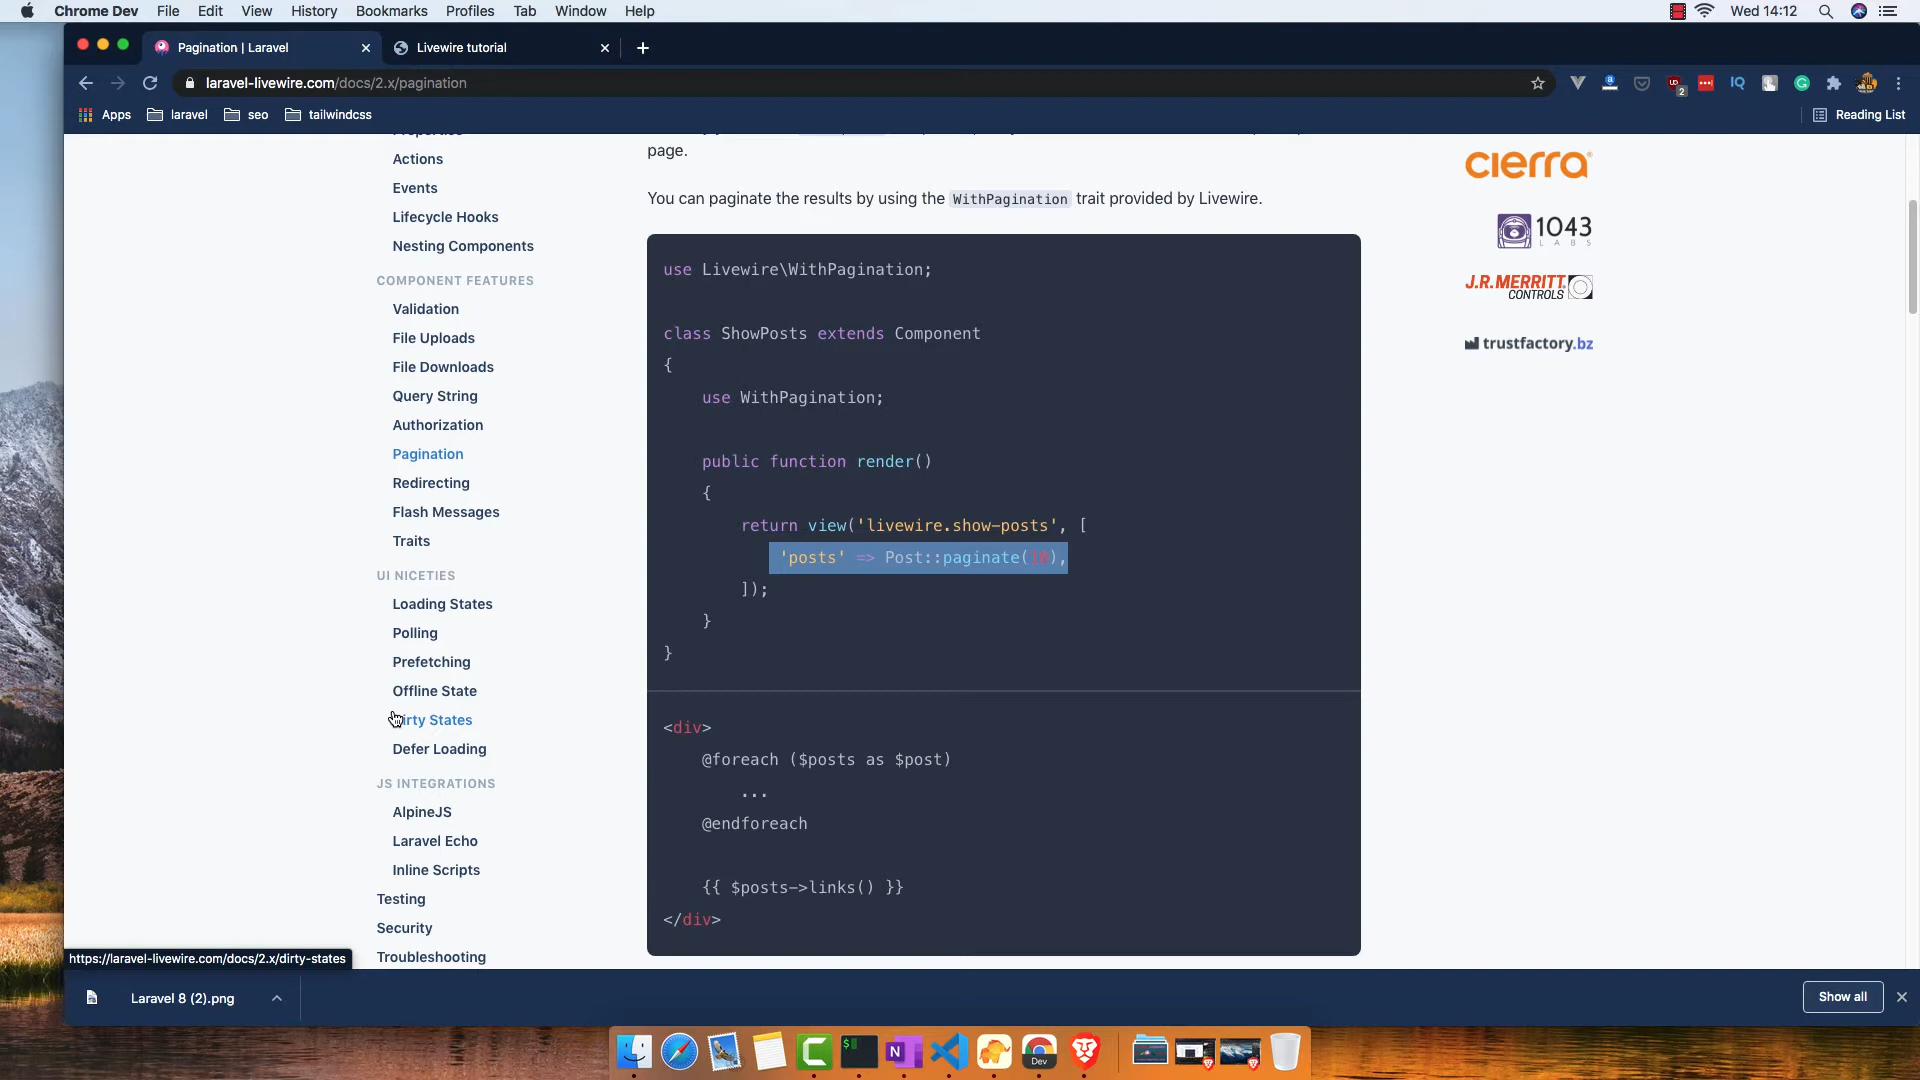 Chrome Dev File Edit View History Bookmarks Profiles Tab Window Help Wed 14:12
Pagination | Laravel
Livewire tutorial
laravel-livewire.com/docs/2.x/pagination
2
IQ
Apps laravel seo tailwindcss Reading List
Properties
Actions
Events
Lifecycle Hooks
Nesting Components
COMPONENT FEATURES
Validation
File Uploads
File Downloads
Query String
Authorization
Pagination
Redirecting
Flash Messages
Traits
UI NICETIES
Loading States
Polling
Prefetching
Offline State
Dirty States
Defer Loading
JS INTEGRATIONS
AlpineJS
Laravel Echo
Inline Scripts
Testing
Security
Troubleshooting
page.
You can paginate the results by using the WithPagination trait provided by Livewire.
use Livewire\WithPagination;
class ShowPosts extends Component
{
use WithPagination;
public function render()
{
return view('livewire.show-posts', [
'posts' => Post::paginate(10),
]);
}
}
<div>
@foreach ($posts as $post)
...
@endforeach
{{ $posts->links() }}
</div>
cierra
1043
LABS
J.R.MERRITT
CONTROLS
trustfactory.bz
https://laravel-livewire.com/docs/2.x/dirty-states
Laravel 8 (2).png
Show all
Dev